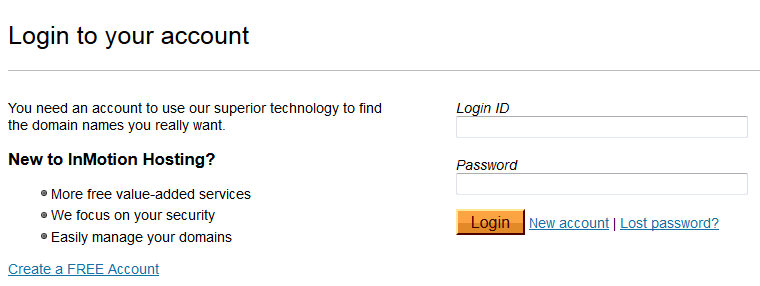 Login to your account
You need an account to use our superior technology to find
the domain names you really want.
New to InMotion Hosting?
More free value-added services
We focus on your security
Easily manage your domains
Create a FREE Account
Login ID
Password
Login New account | Lost password?